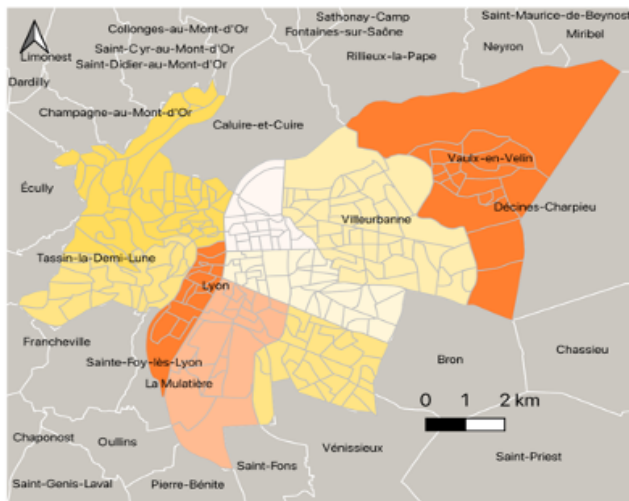 Collonges-au-Mont-d'Or
Sathonay-Camp
Saint-Maurice-de-Beynost
Fontaines-sur-Saône
Miribel
Saint-Cyr-au-Mont-d'Or
Neyron
Limonest
Rillieux-la-Pape
Saint-Didier-au-Mont-d'Or
Dardilly
Champagne-au-Mont-d'Or
Caluire-et-Cuire
Vaulx-en-Velin
Écully
Décines-Charpieu
Villeurbanne
Tassin-la-Demi-Lune
Lyon
Francheville
Chassieu
Sainte-Foy-lès-Lyon
Bron
La Mulatière
0 1 2 km
Chaponost
Oullins
Vénissieux
Saint-Priest
Saint-Fons
Saint-Genis-Laval
Pierre-Bénite